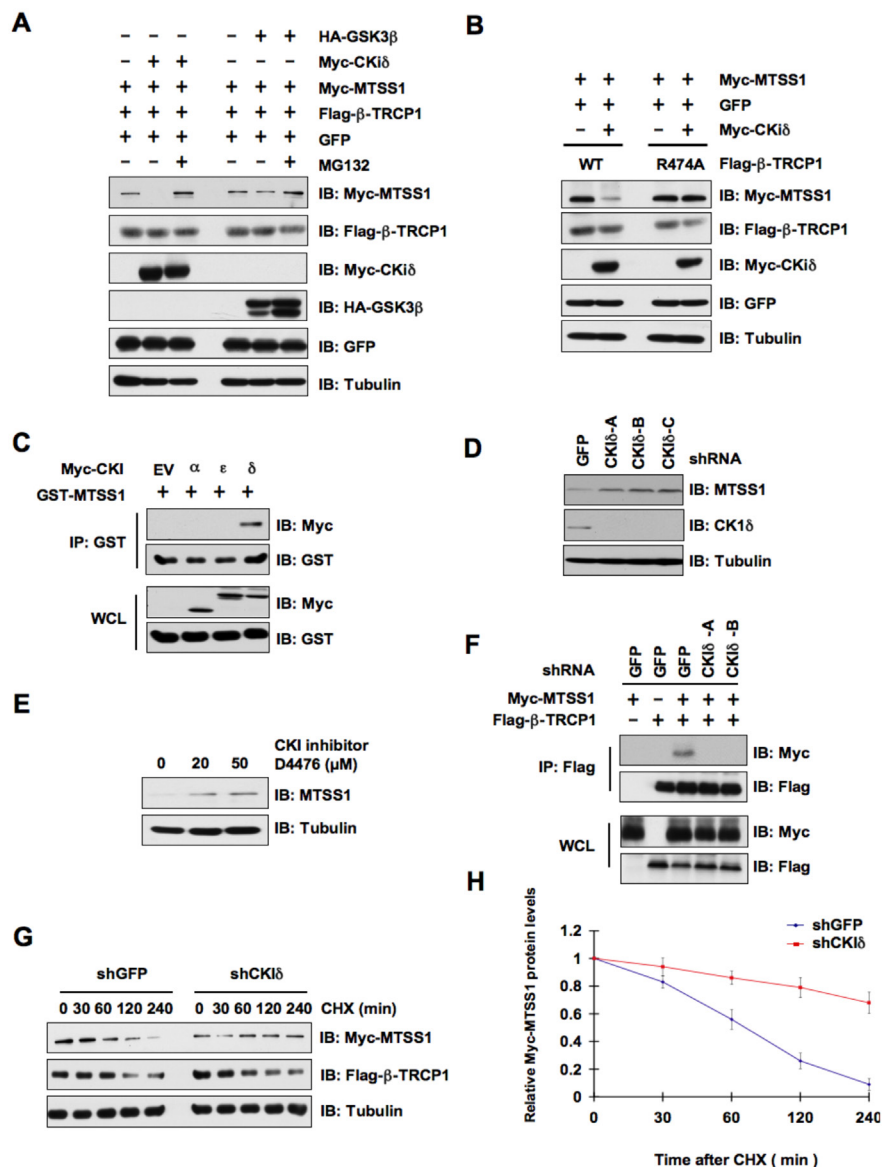 A
– – – – + + HA-GSK3β
– + + – – – Myc-CKiδ
+ + + + + + Myc-MTSS1
+ + + + + + Flag-β-TRCP1
+ + + + + + GFP
– – + – – + MG132
IB: Myc-MTSS1
IB: Flag-β-TRCP1
IB: Myc-CKiδ
IB: HA-GSK3β
IB: GFP
IB: Tubulin
B
+ + + + Myc-MTSS1
+ + + + GFP
– + – + Myc-CKiδ
WT R474A Flag-β-TRCP1
IB: Myc-MTSS1
IB: Flag-β-TRCP1
IB: Myc-CKiδ
IB: GFP
IB: Tubulin
C
Myc-CKI EV α ε δ
GST-MTSS1 + + + +
IP: GST
IB: Myc
IB: GST
WCL
IB: Myc
IB: GST
D
GFP CKIδ-A CKIδ-B CKIδ-C shRNA
IB: MTSS1
IB: CK1δ
IB: Tubulin
E
CKI inhibitor
0 20 50 D4476 (μM)
IB: MTSS1
IB: Tubulin
F
shRNA GFP GFP GFP CKIδ -A CKIδ -B
Myc-MTSS1 + – + + +
Flag-β-TRCP1 – + + + +
IP: Flag
IB: Myc
IB: Flag
WCL
IB: Myc
IB: Flag
G
shGFP shCKIδ
0 30 60 120 240 0 30 60 120 240 CHX (min)
IB: Myc-MTSS1
IB: Flag-β-TRCP1
IB: Tubulin
H
shGFP
shCKIδ
Relative Myc-MTSS1 protein levels
1.2
1
0.8
0.6
0.4
0.2
0
0 30 60 120 240
Time after CHX ( min )